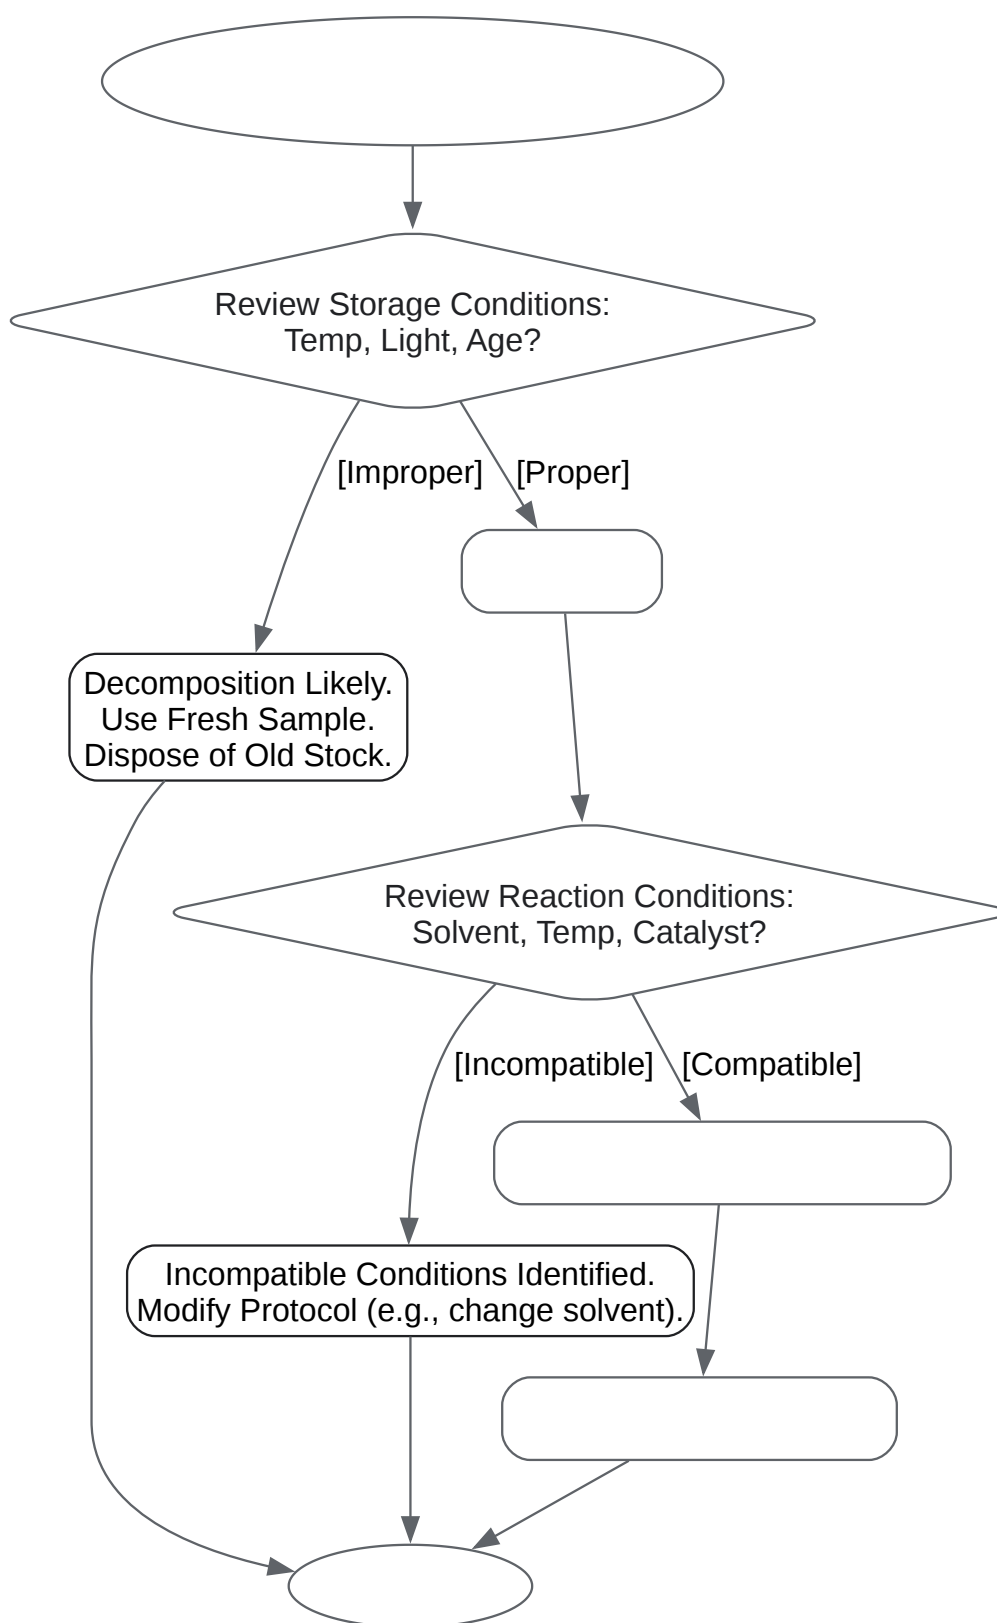 Review Storage Conditions:
Temp, Light, Age?
[Improper]
[Proper]
Decomposition Likely.
Use Fresh Sample.
Dispose of Old Stock.
Review Reaction Conditions:
Solvent, Temp, Catalyst?
[Incompatible]
[Compatible]
Incompatible Conditions Identified.
Modify Protocol (e.g., change solvent).